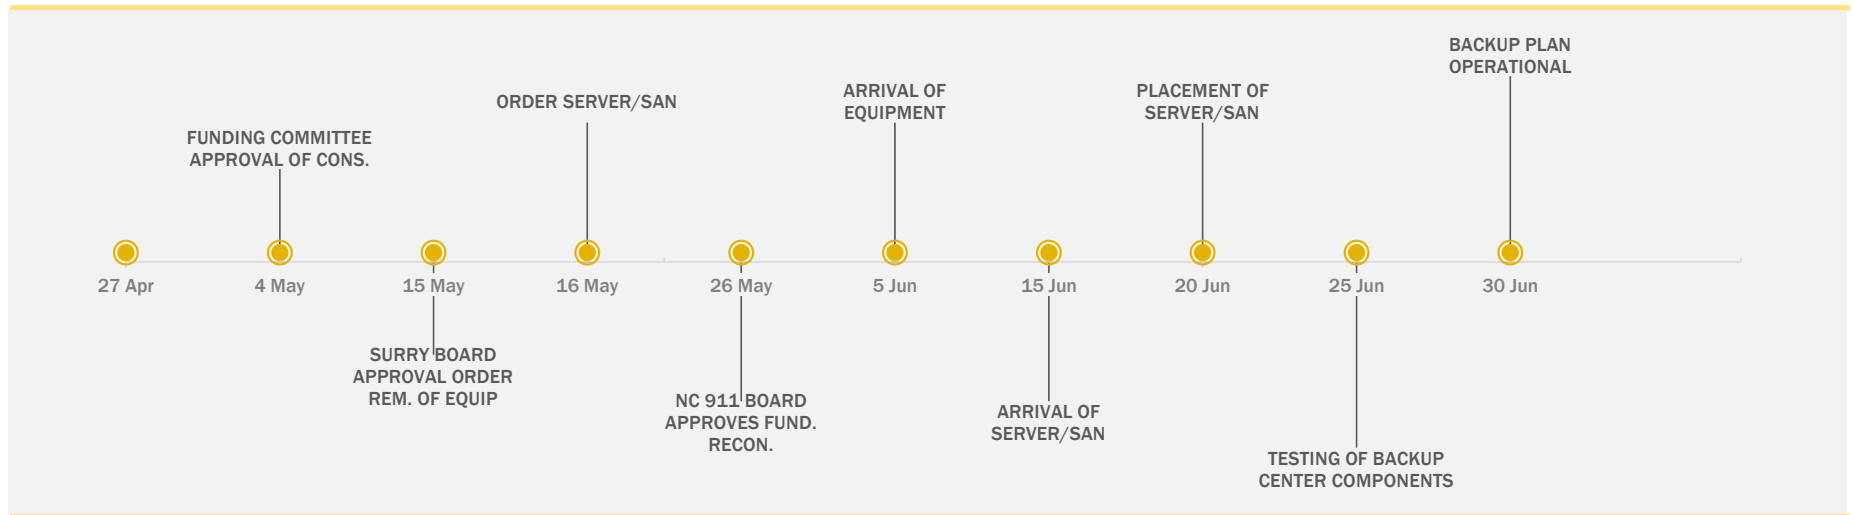 BACKUP PLAN
OPERATIONAL
ARRIVAL OF
EQUIPMENT
PLACEMENT OF
SERVER/SAN
ORDER SERVER/SAN
FUNDING COMMITTEE
APPROVAL OF CONS.
27 Apr
4 May
15 May
16 May
26 May
5 Jun
15 Jun
20 Jun
25 Jun
30 Jun
SURRY BOARD
APPROVAL ORDER
REM. OF EQUIP
NC 911 BOARD
APPROVES FUND.
RECON.
ARRIVAL OF
SERVER/SAN
TESTING OF BACKUP
CENTER COMPONENTS